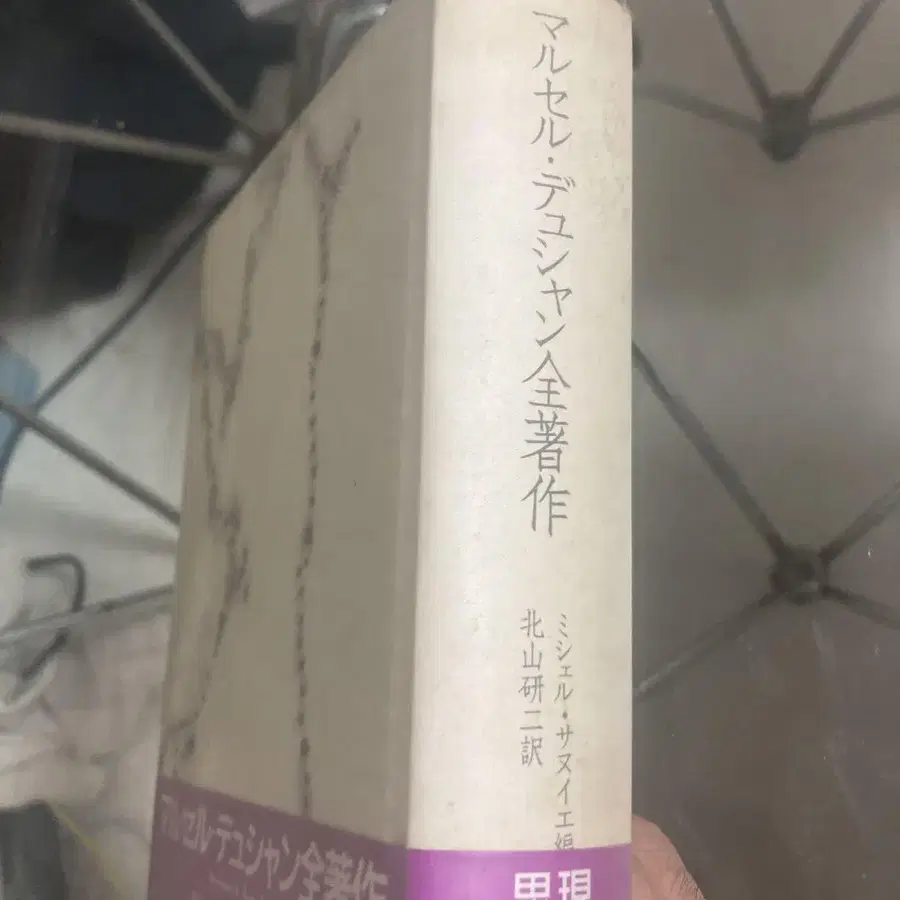 マルセル・デュシャン全著作
ミシェル・サヌイエ編
北山研二訳
マルセル・デュシャン全著作
現